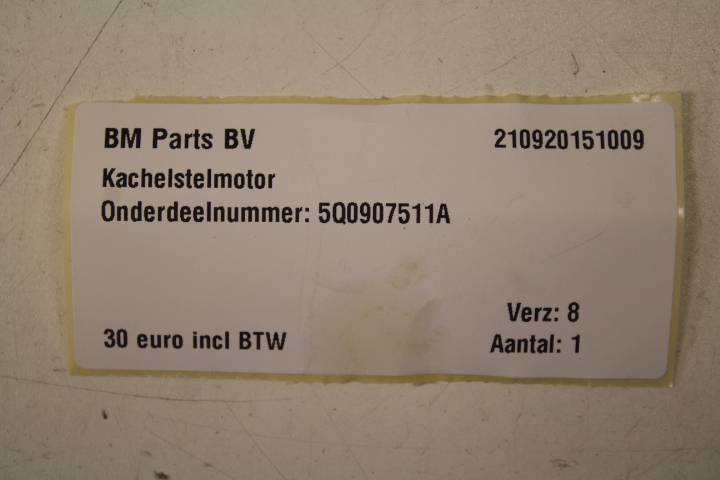 BM Parts BV 210920151009
Kachelstelmotor
Onderdeelnummer: 5Q0907511A
Verz: 8
30 euro incl BTW Aantal: 1